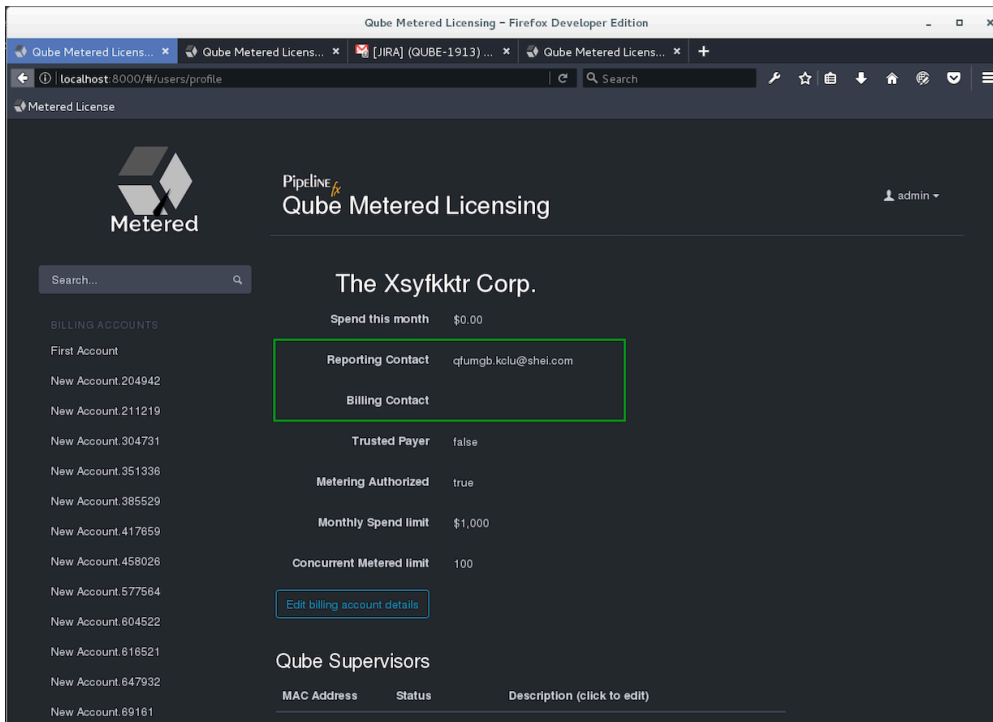 Qube Metered Licensing – Firefox Developer Edition
Qube Metered Licens... × Qube Metered Licens... × [JIRA] (QUBE-1913) ... × Qube Metered Licens... × +
localhost:8000/#/users/profile Search
Metered License
Metered
Pipelinefx
Qube Metered Licensing
admin
Search...
BILLING ACCOUNTS
First Account
New Account.204942
New Account.211219
New Account.304731
New Account.351336
New Account.385529
New Account.417659
New Account.458026
New Account.577564
New Account.604522
New Account.616521
New Account.647932
New Account.69161
The Xsyfkktr Corp.
Spend this month $0.00
Reporting Contact qfumgb.kclu@shei.com
Billing Contact
Trusted Payer false
Metering Authorized true
Monthly Spend limit $1,000
Concurrent Metered limit 100
Edit billing account details
Qube Supervisors
MAC Address Status Description (click to edit)